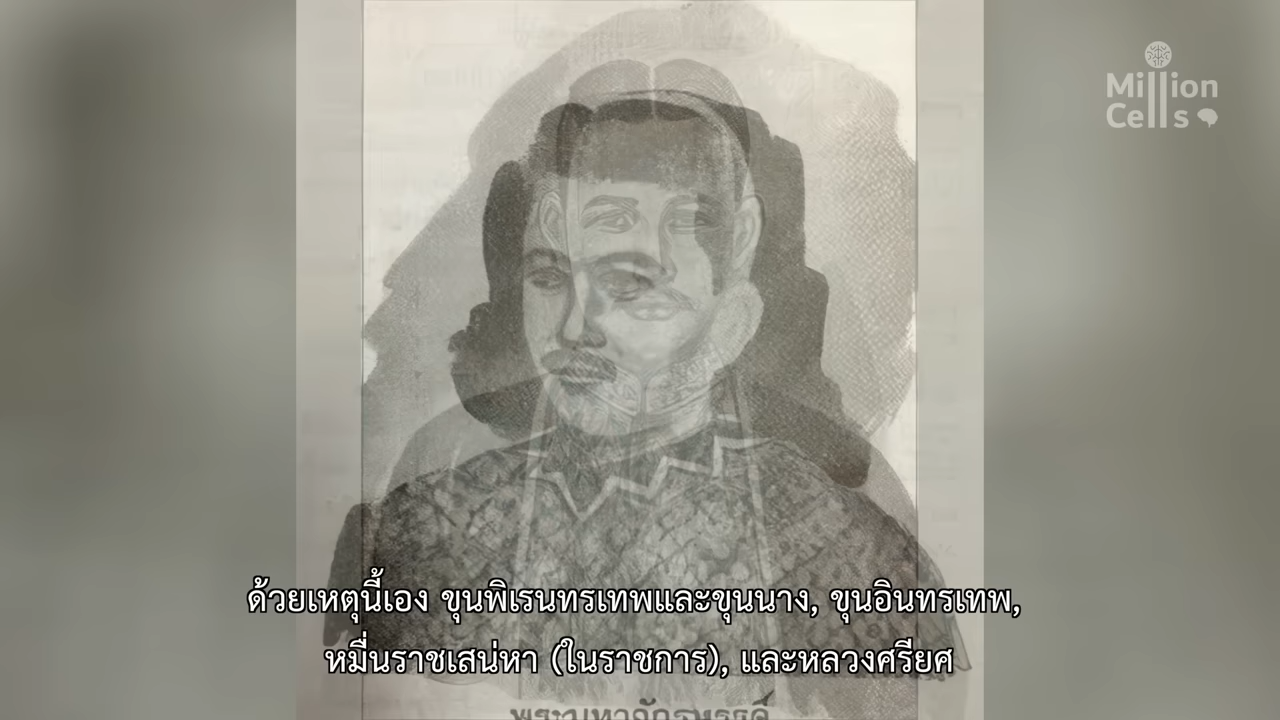 Million
Cells
ด้วยเหตุนี้เอง ขุนพิเรนทรเทพและขุนนาง, ขุนอินทรเทพ,
หมื่นราชเสน่หา (ในราชการ), และหลวงศรียศ